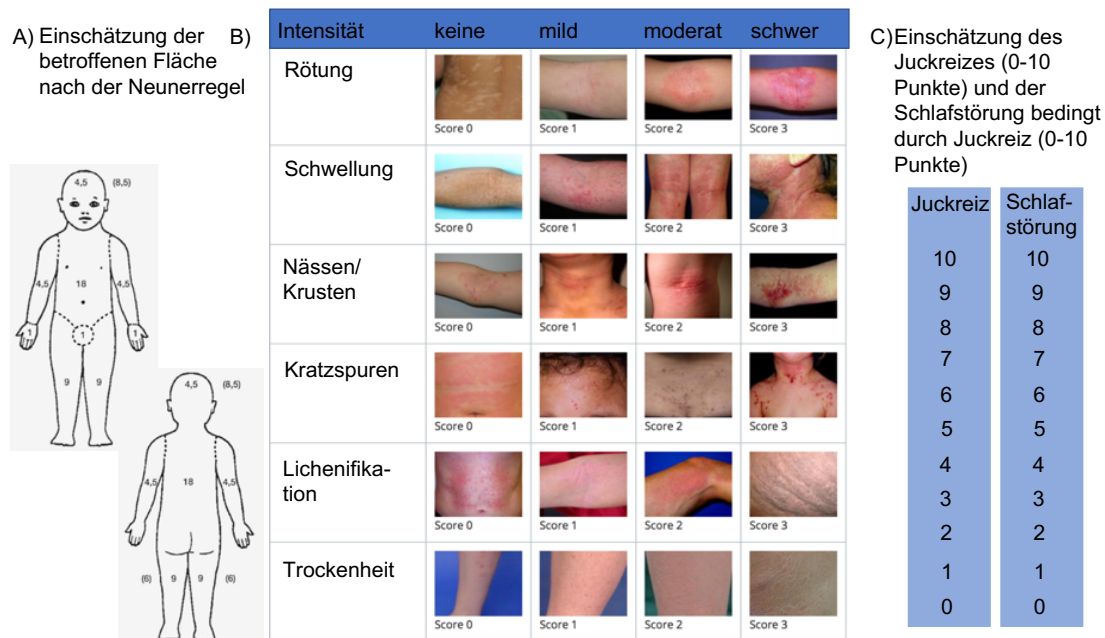 A) Einschätzung der
betroffenen Fläche
nach der Neunerregel
4,5 (8,5)
18
4,5 4,5
1 1 1
9 9
4,5 (8,5)
18
4,5 4,5
(6) 9 9 (6)
B)
Intensität keine mild moderat schwer
Rötung
Score 0 Score 1 Score 2 Score 3
Schwellung
Score 0 Score 1 Score 2 Score 3
Nässen/
Krusten
Score 0 Score 1 Score 2 Score 3
Kratzspuren
Score 0 Score 1 Score 2 Score 3
Lichenifika-
tion
Score 0 Score 1 Score 2 Score 3
Trockenheit
Score 0 Score 1 Score 2 Score 3
C) Einschätzung des
Juckreizes (0-10
Punkte) und der
Schlafstörung bedingt
durch Juckreiz (0-10
Punkte)
Juckreiz Schlaf-
störung
10 10
9 9
8 8
7 7
6 6
5 5
4 4
3 3
2 2
1 1
0 0